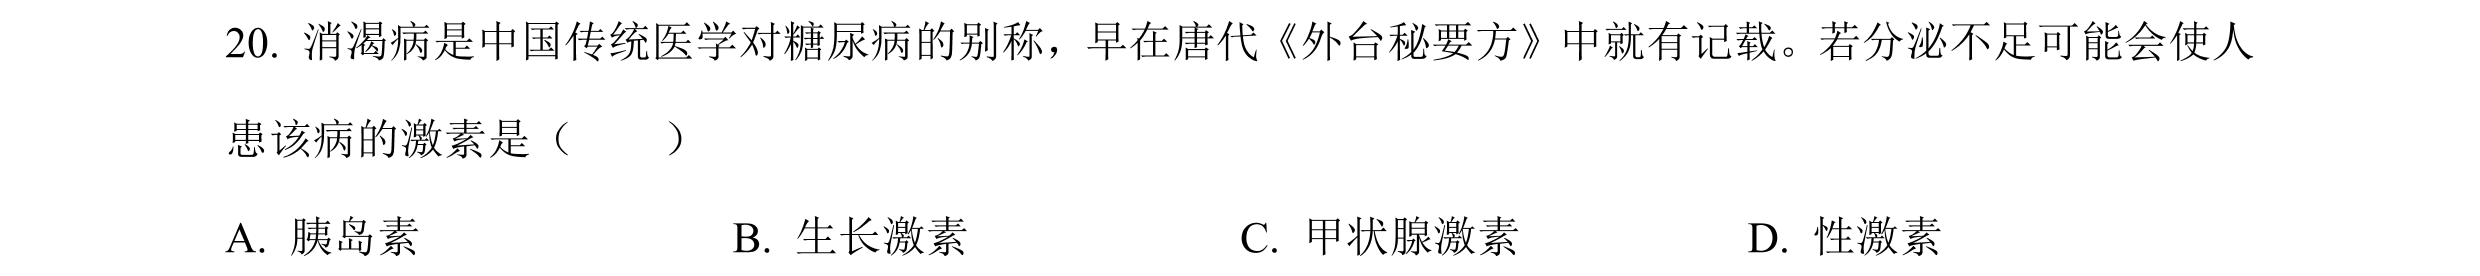 20. 消渴病是中国传统医学对糖尿病的别称，早在唐代《外台秘要方》中就有记载。若分泌不足可能会使人
患该病的激素是（　　）
A. 胰岛素　　B. 生长激素　　C. 甲状腺激素　　D. 性激素